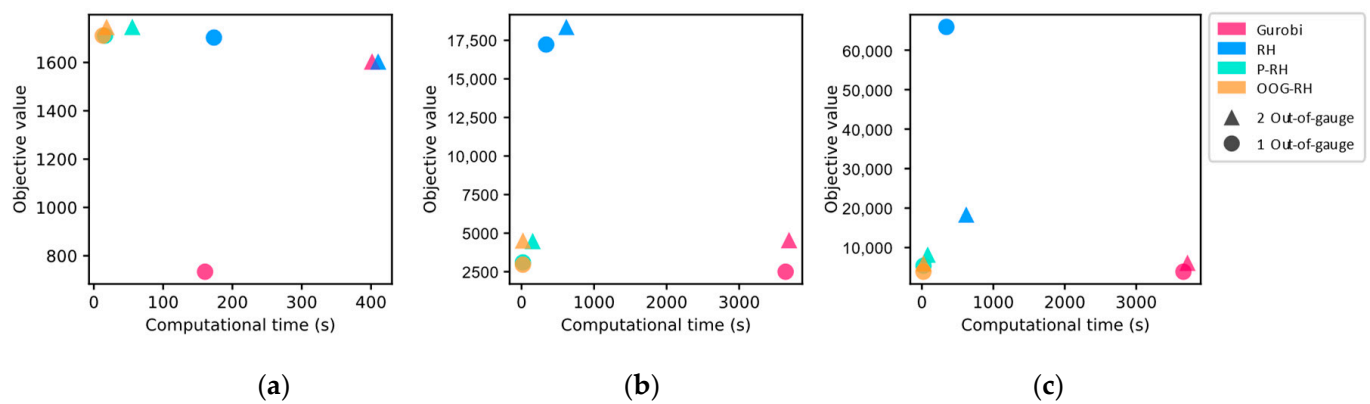 1600
1400
1200
1000
800
Objective value
0 100 200 300 400
Computational time (s)
(a)
17,500
15,000
12,500
10,000
7500
5000
2500
Objective value
0 1000 2000 3000
Computational time (s)
(b)
60,000
50,000
40,000
30,000
20,000
10,000
Objective value
0 1000 2000 3000
Computational time (s)
(c)
Gurobi
RH
P-RH
OOG-RH
2 Out-of-gauge
1 Out-of-gauge